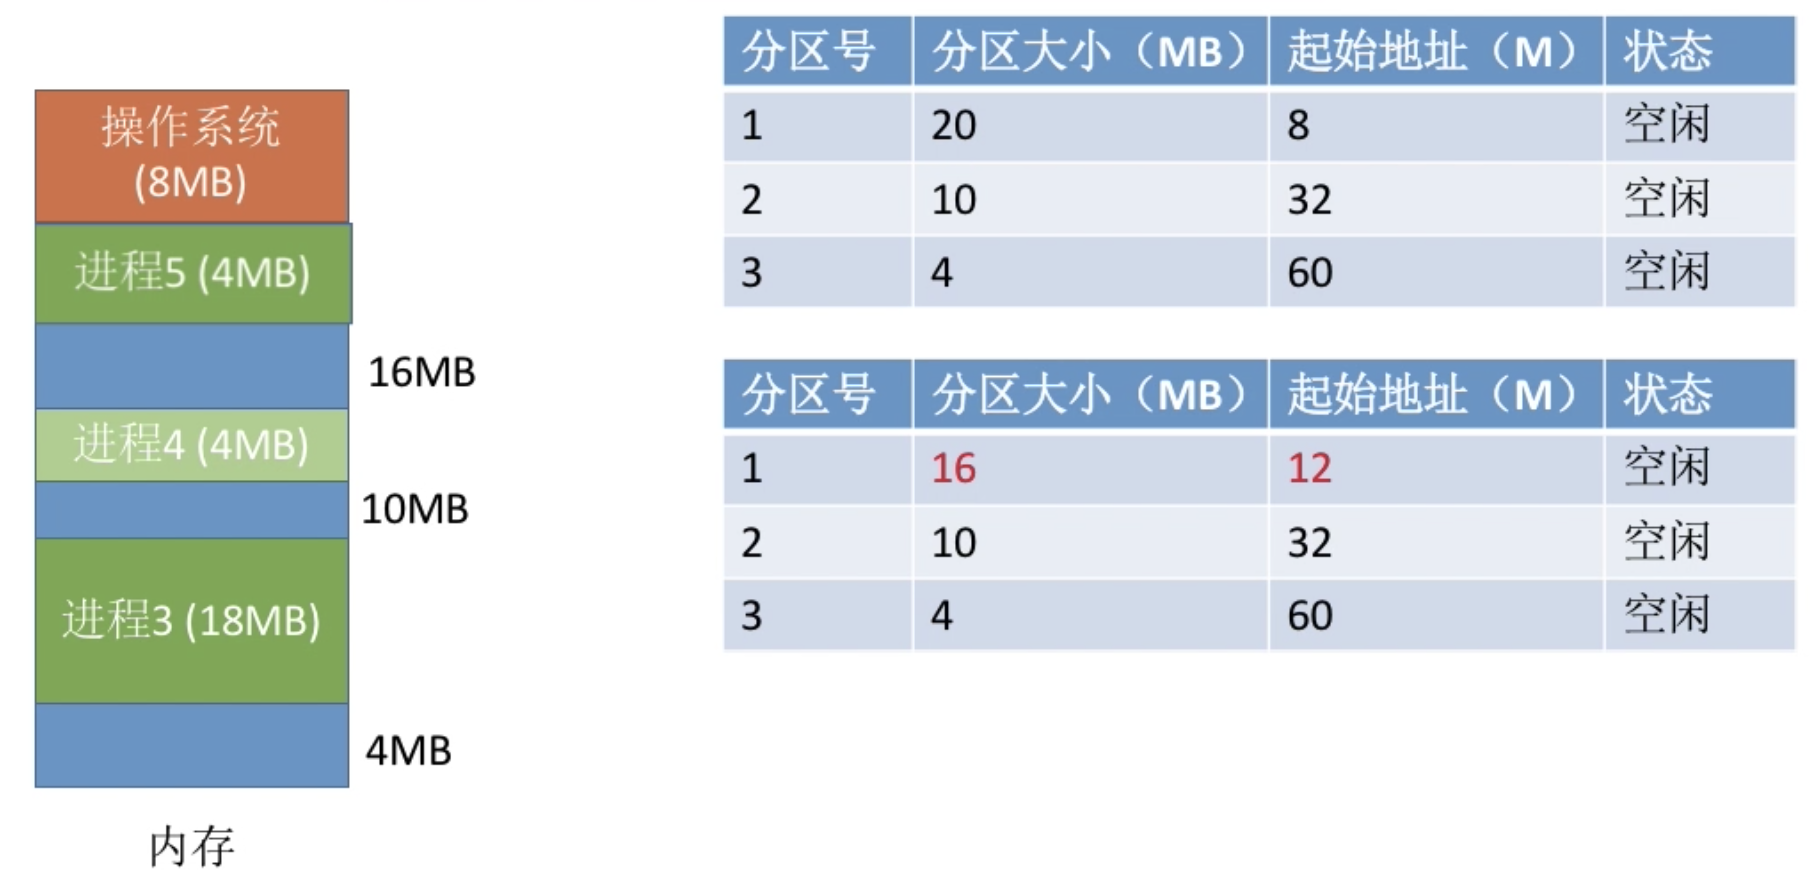 操作系统
(8MB)
进程5 (4MB)
16MB
进程4 (4MB)
10MB
进程3 (18MB)
4MB
内存
分区号 分区大小（MB） 起始地址（M） 状态
1 20 8 空闲
2 10 32 空闲
3 4 60 空闲
分区号 分区大小（MB） 起始地址（M） 状态
1 16 12 空闲
2 10 32 空闲
3 4 60 空闲